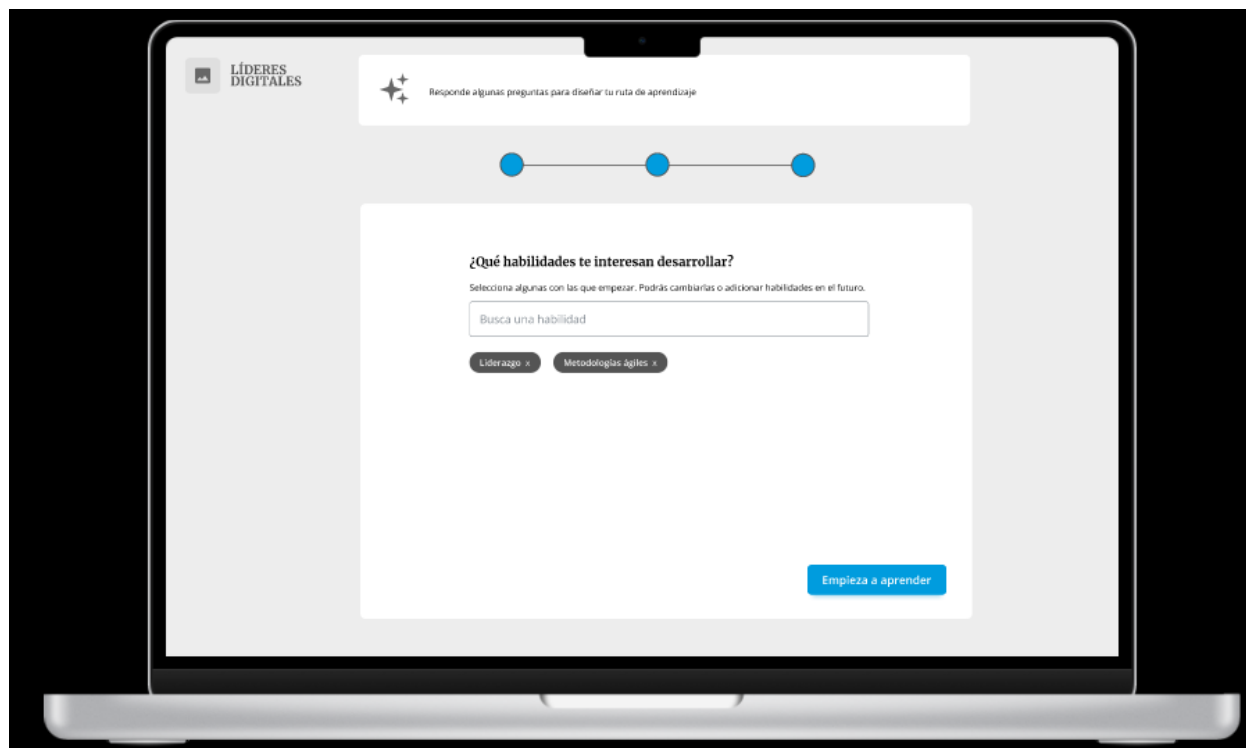 LÍDERES
DIGITALES
Responde algunas preguntas para diseñar tu ruta de aprendizaje
¿Qué habilidades te interesan desarrollar?
Selecciona algunas con las que empezar. Podrás cambiarlas o adicionar habilidades en el futuro.
Busca una habilidad
Liderazgo x Metodologías ágiles x
Empieza a aprender